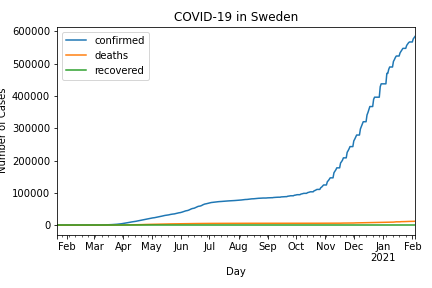 COVID-19 in Sweden
confirmed
deaths
recovered
600000
500000
400000
300000
200000
100000
0
Number of Cases
Feb Mar Apr May Jun Jul Aug Sep Oct Nov Dec Jan Feb
2021
Day